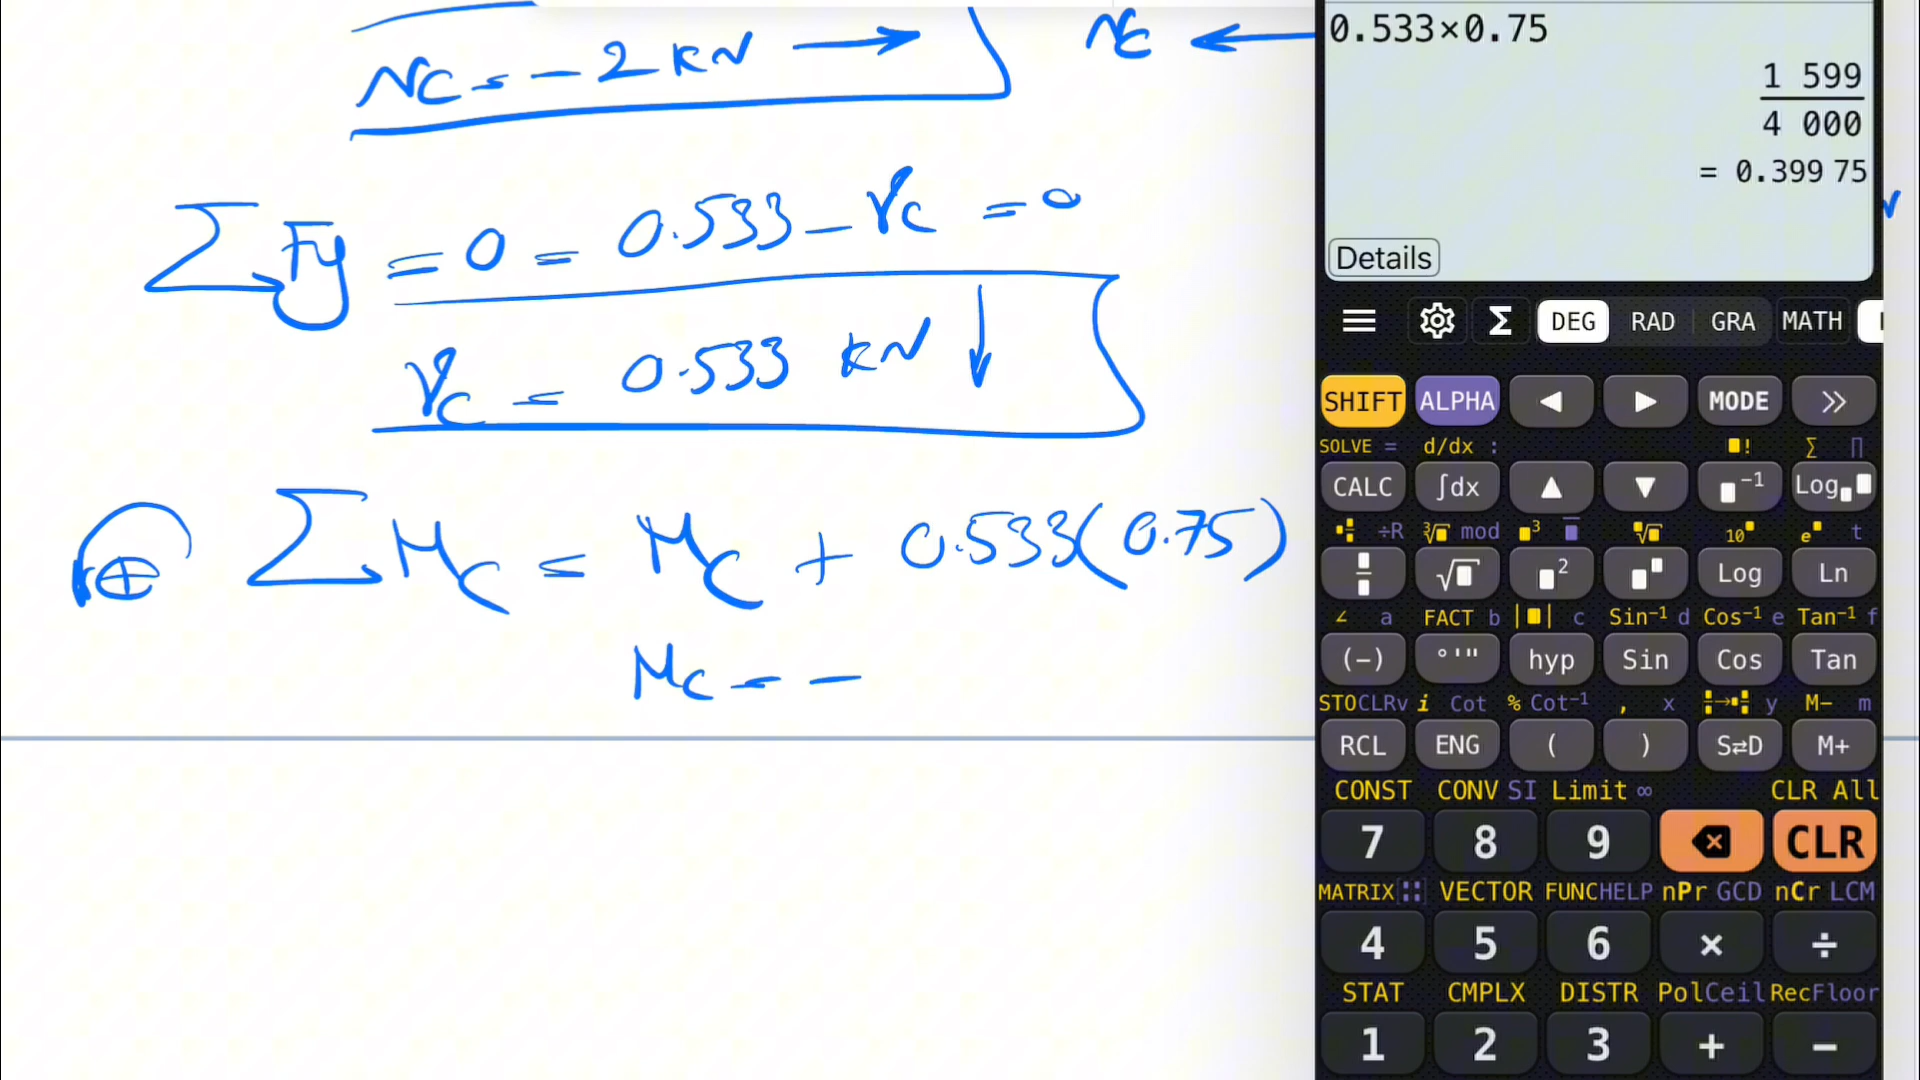 NC = -2 kN →
NC ←
ΣFy = 0 = 0.533 - VC = 0
VC = 0.533 kN ↓
⊕ ΣMC = MC + 0.533(0.75)
MC = -
0.533×0.75
1 599
4 000
= 0.399 75
Details
Σ DEG RAD GRA MATH
SHIFT ALPHA ◀ ▶ MODE >>
SOLVE = d/dx : ■! Σ ∏
CALC ∫dx ▲ ▼ ■⁻¹ Log■■
÷R ∛■ mod ■³ 10■ e■ t
√■ ■² Log Ln
∠ a FACT b |■| c Sin⁻¹ d Cos⁻¹ e Tan⁻¹ f
(−) °'" hyp Sin Cos Tan
STO CLRv i Cot % Cot⁻¹ , x y M− m
RCL ENG ( ) S⇄D M+
CONST CONV SI Limit ∞ CLR All
7 8 9 CLR
MATRIX VECTOR FUNC HELP nPr GCD nCr LCM
4 5 6 × ÷
STAT CMPLX DISTR Pol Ceil Rec Floor
1 2 3 + −